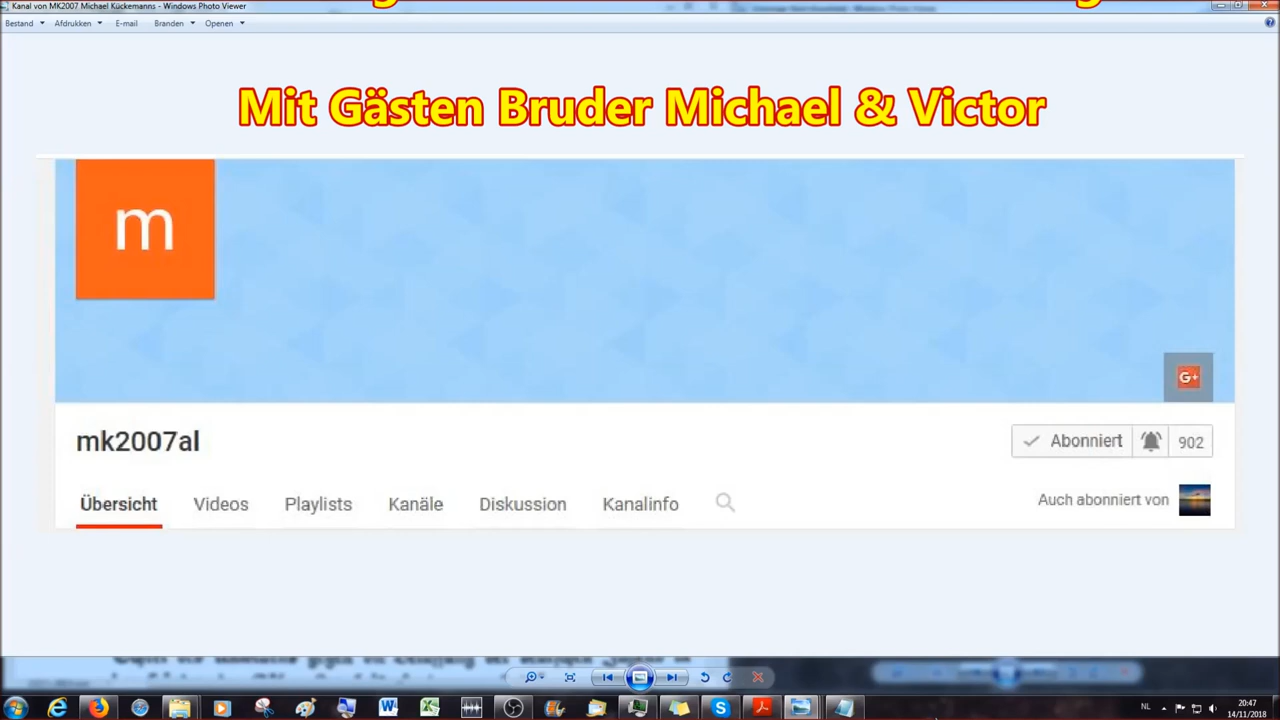 Kanal von MK2007 Michael Kückemanns - Windows Photo Viewer
Bestand Afdrukken E-mail Branden Openen
Mit Gästen Bruder Michael & Victor
m
G+
mk2007al
Abonniert 902
Übersicht Videos Playlists Kanäle Diskussion Kanalinfo
Auch abonniert von
NL
20:47
14/11/2018